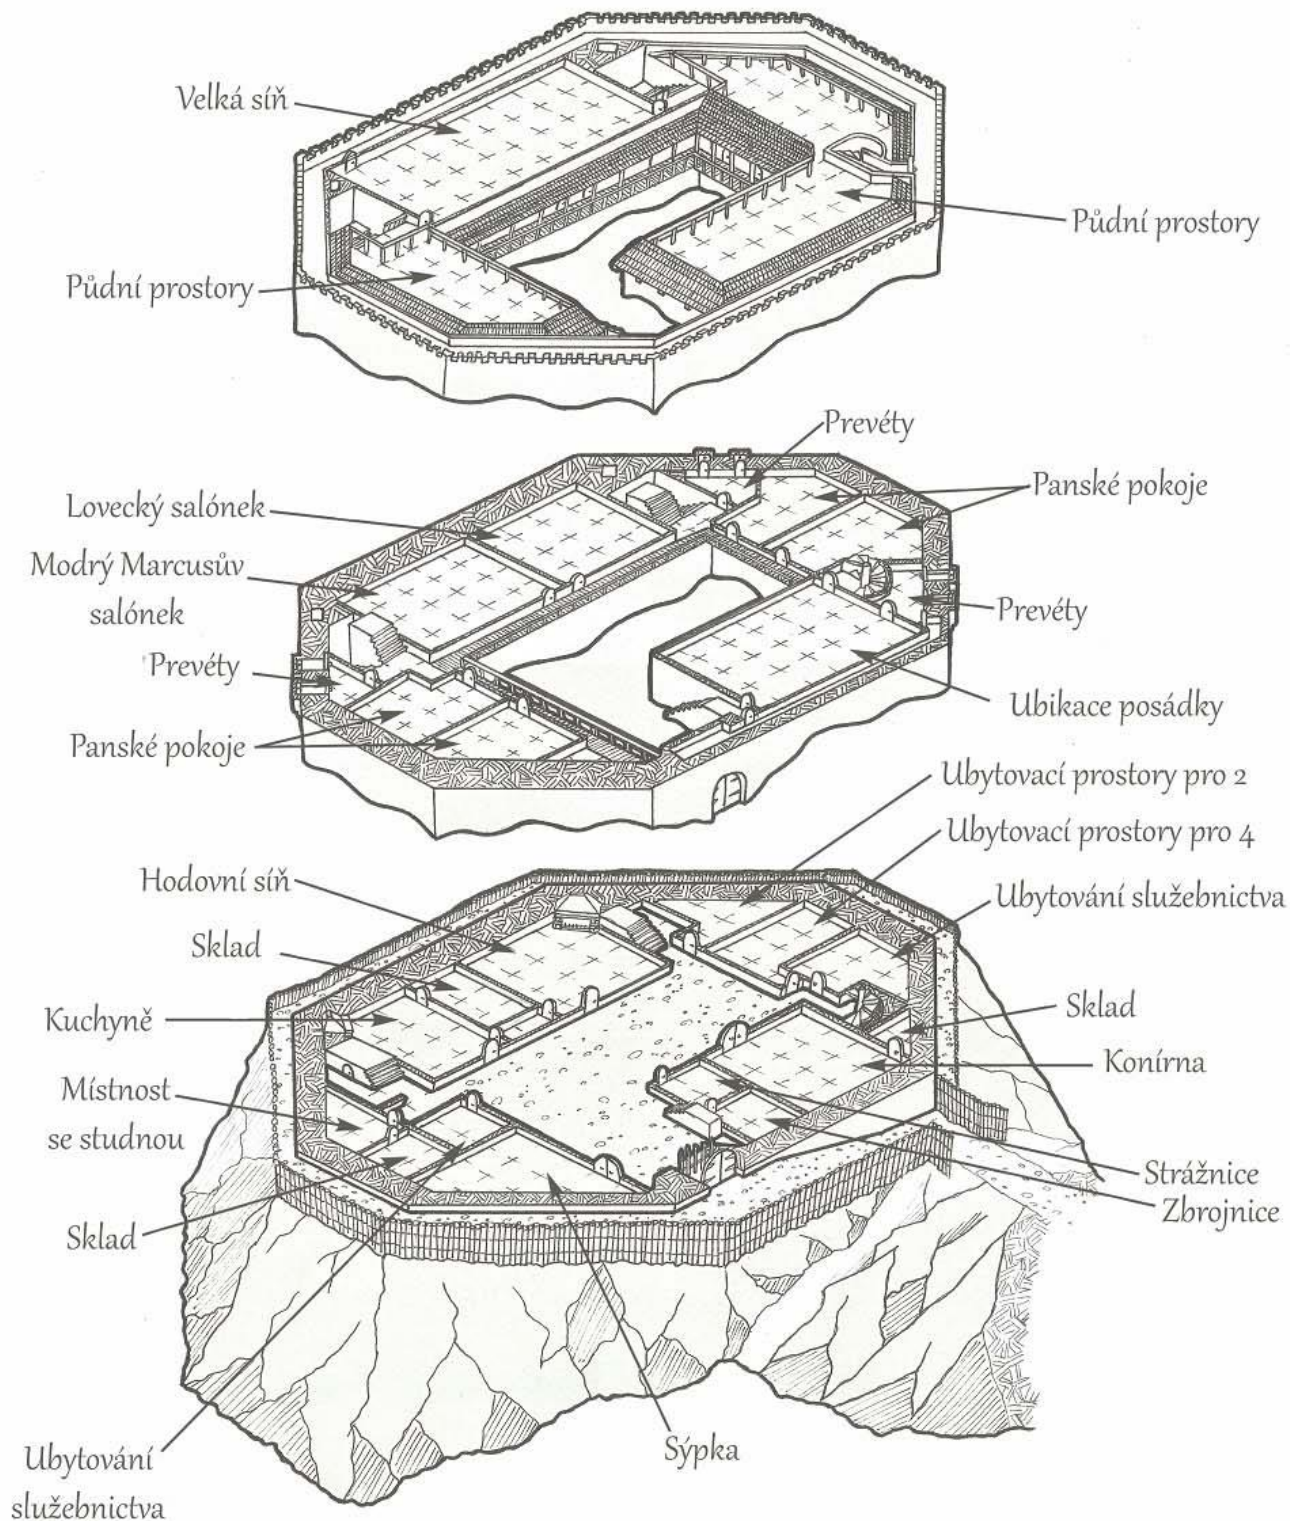 Velká síň
Půdní prostory
Půdní prostory
Prevéty
Lovecký salónek
Panské pokoje
Modrý Marcusův
salónek
Prevéty
Prevéty
Ubikace posádky
Panské pokoje
Ubytovací prostory pro 2
Ubytovací prostory pro 4
Hodovní síň
Ubytování služebnictva
Sklad
Kuchyně
Sklad
Konírna
Místnost
se studnou
Strážnice
Zbrojnice
Sklad
Sýpka
Ubytování
služebnictva